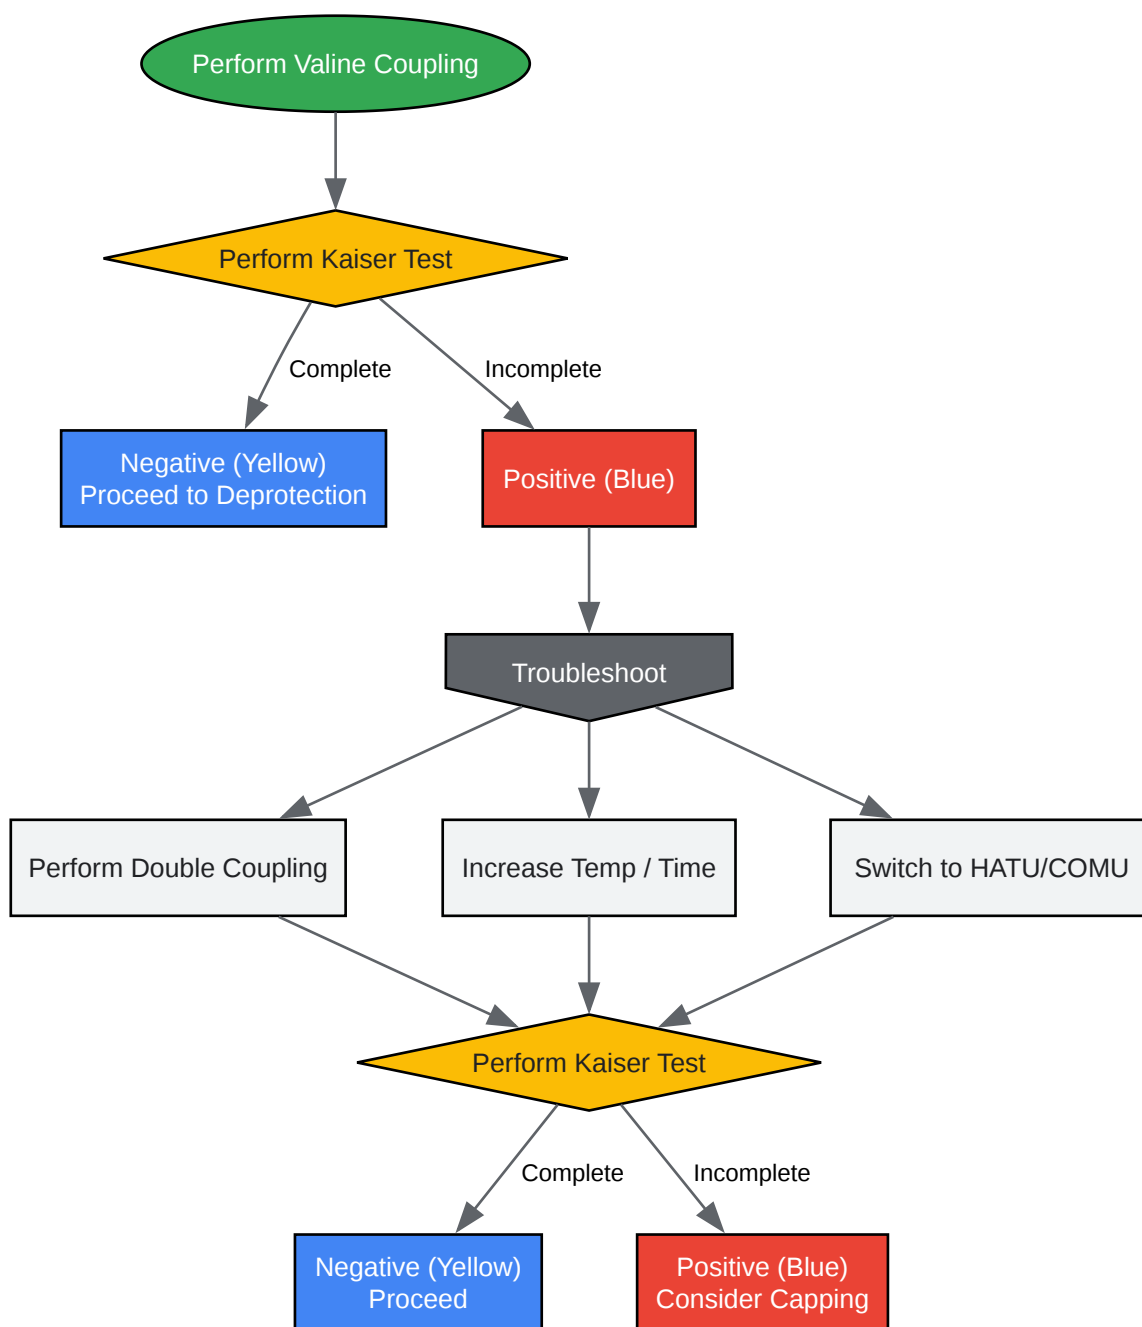 Perform Valine Coupling
Perform Kaiser Test
Complete
Incomplete
Negative (Yellow)
Proceed to Deprotection
Positive (Blue)
Troubleshoot
Perform Double Coupling
Increase Temp / Time
Switch to HATU/COMU
Perform Kaiser Test
Complete
Incomplete
Negative (Yellow)
Proceed
Positive (Blue)
Consider Capping